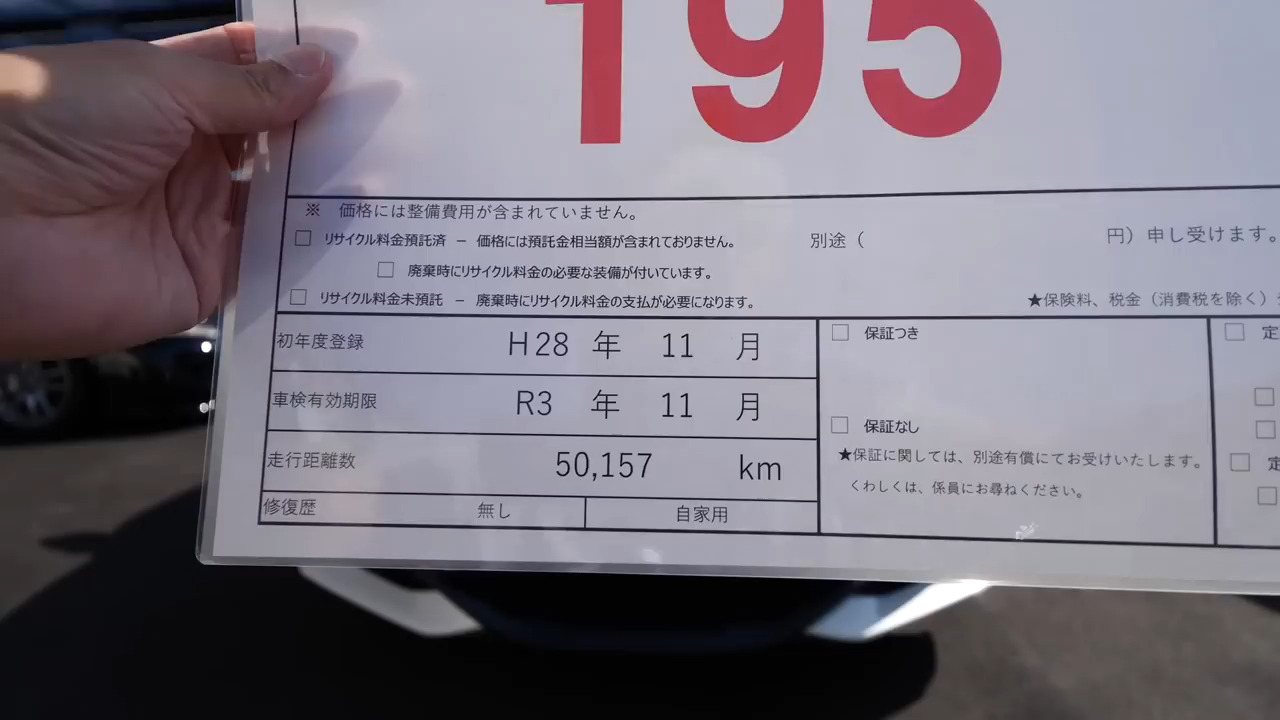 195
※ 価格には整備費用が含まれていません。
□ リサイクル料金預託済 － 価格には預託金相当額が含まれておりません。 別途（ 円）申し受けます。
□ 廃棄時にリサイクル料金の必要な装備が付いています。
□ リサイクル料金未預託 － 廃棄時にリサイクル料金の支払が必要になります。 ★保険料、税金（消費税を除く）
初年度登録 H28 年 11 月
車検有効期限 R3 年 11 月
走行距離数 50,157 km
修復歴 無し 自家用
□ 保証つき
□ 保証なし
★保証に関しては、別途有償にてお受けいたします。
くわしくは、係員にお尋ねください。
□ 定
□
□
□ 定
□